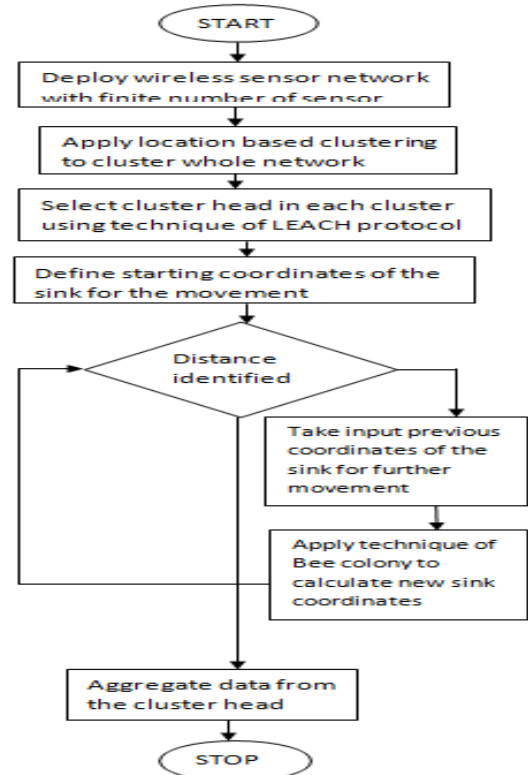 START
Deploy wireless sensor network
with finite number of sensor
Apply location based clustering
to cluster whole network
Select cluster head in each cluster
using technique of LEACH protocol
Define starting coordinates of the
sink for the movement
Distance
identified
Take input previous
coordinates of the
sink for further
movement
Apply technique of
Bee colony to
calculate new sink
coordinates
Aggregate data from
the cluster head
STOP